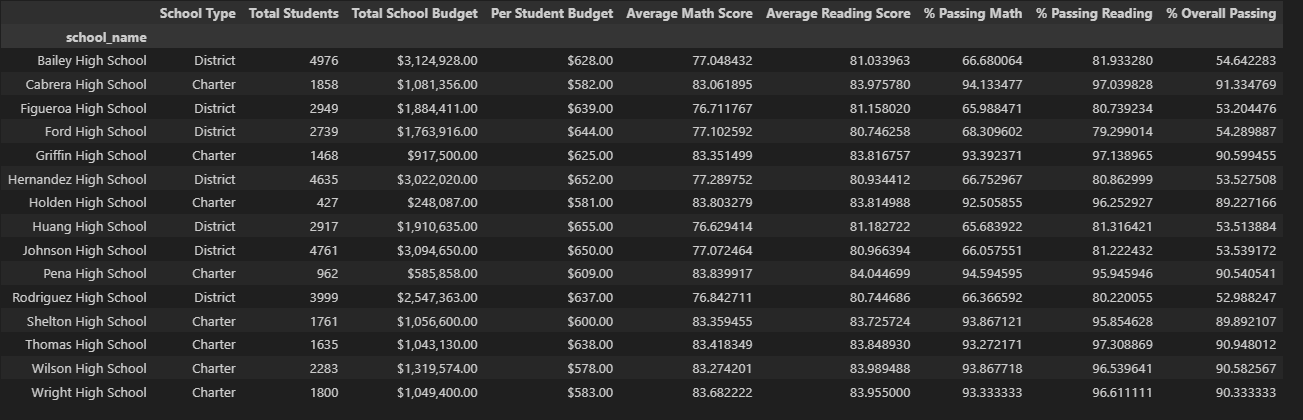 School Type Total Students Total School Budget Per Student Budget Average Math Score Average Reading Score % Passing Math % Passing Reading % Overall Passing
school_name
Bailey High School District 4976 $3,124,928.00 $628.00 77.048432 81.033963 66.680064 81.933280 54.642283
Cabrera High School Charter 1858 $1,081,356.00 $582.00 83.061895 83.975780 94.133477 97.039828 91.334769
Figueroa High School District 2949 $1,884,411.00 $639.00 76.711767 81.158020 65.988471 80.739234 53.204476
Ford High School District 2739 $1,763,916.00 $644.00 77.102592 80.746258 68.309602 79.299014 54.289887
Griffin High School Charter 1468 $917,500.00 $625.00 83.351499 83.816757 93.392371 97.138965 90.599455
Hernandez High School District 4635 $3,022,020.00 $652.00 77.289752 80.934412 66.752967 80.862999 53.527508
Holden High School Charter 427 $248,087.00 $581.00 83.803279 83.814988 92.505855 96.252927 89.227166
Huang High School District 2917 $1,910,635.00 $655.00 76.629414 81.182722 65.683922 81.316421 53.513884
Johnson High School District 4761 $3,094,650.00 $650.00 77.072464 80.966394 66.057551 81.222432 53.539172
Pena High School Charter 962 $585,858.00 $609.00 83.839917 84.044699 94.594595 95.945946 90.540541
Rodriguez High School District 3999 $2,547,363.00 $637.00 76.842711 80.744686 66.366592 80.220055 52.988247
Shelton High School Charter 1761 $1,056,600.00 $600.00 83.359455 83.725724 93.867121 95.854628 89.892107
Thomas High School Charter 1635 $1,043,130.00 $638.00 83.418349 83.848930 93.272171 97.308869 90.948012
Wilson High School Charter 2283 $1,319,574.00 $578.00 83.274201 83.989488 93.867718 96.539641 90.582567
Wright High School Charter 1800 $1,049,400.00 $583.00 83.682222 83.955000 93.333333 96.611111 90.333333